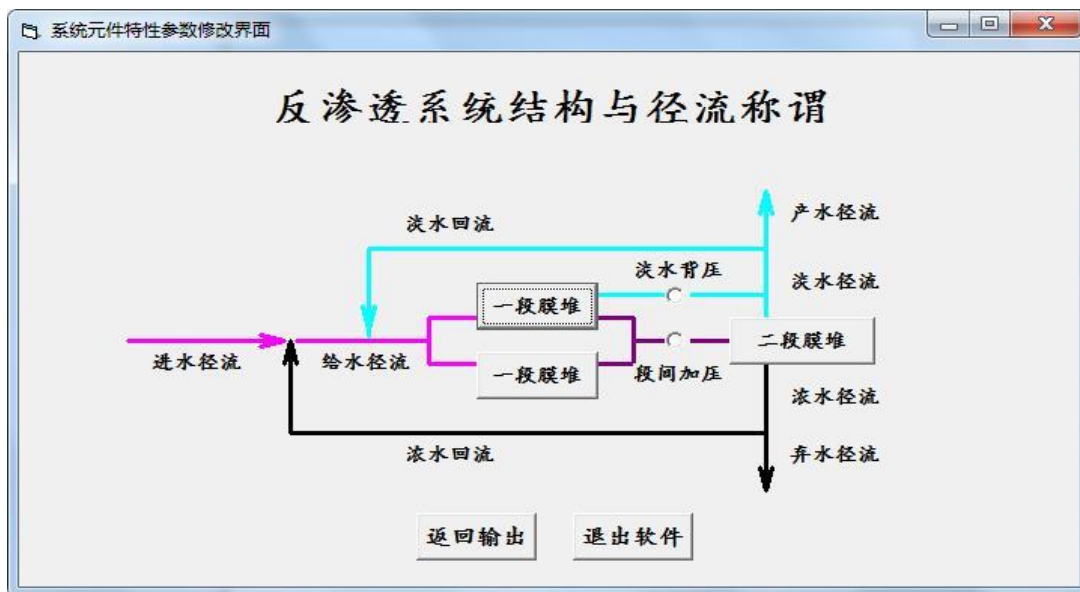 系统元件特性参数修改界面
反渗透系统结构与径流称谓
产水径流
淡水回流
淡水背压
淡水径流
一段膜堆
二段膜堆
进水径流
给水径流
一段膜堆
段间加压
浓水径流
浓水回流
弃水径流
返回输出
退出软件